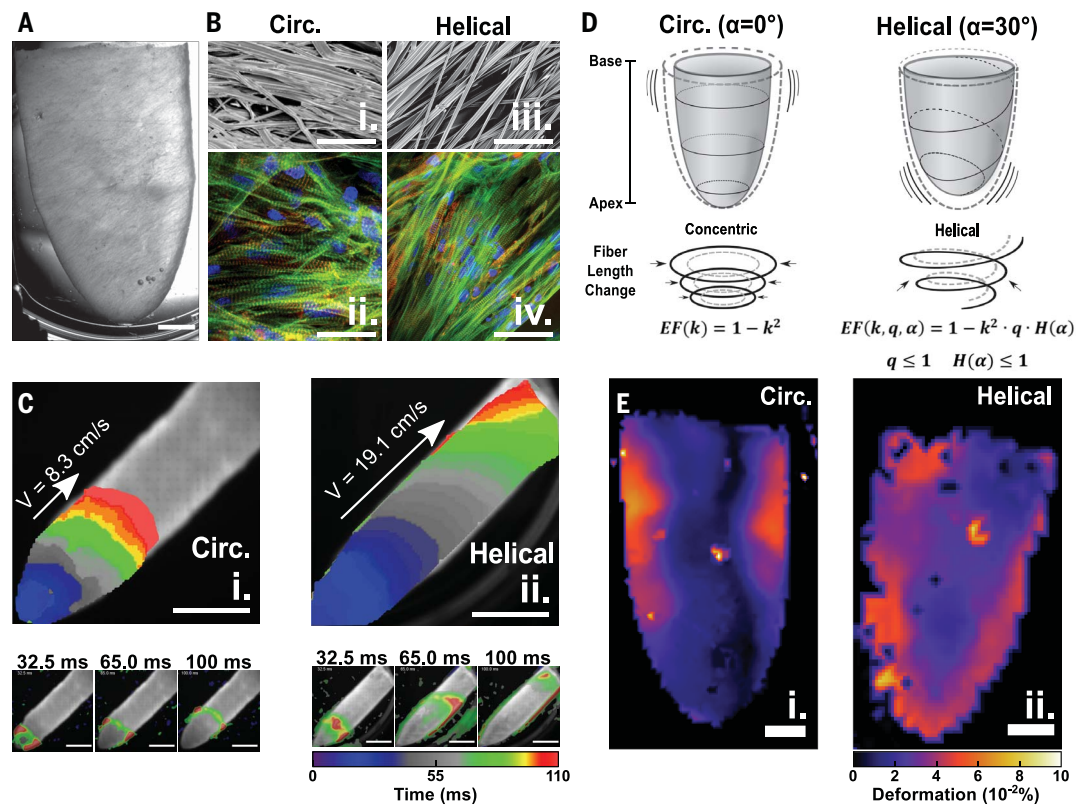 A
B
Circ.
Helical
i.
iii.
ii.
iv.
C
V = 8.3 cm/s
Circ.
i.
V = 19.1 cm/s
Helical
ii.
32.5 ms
65.0 ms
100 ms
32.5 ms
65.0 ms
100 ms
0
55
110
Time (ms)
D
Circ. (α=0°)
Helical (α=30°)
Base
Apex
Concentric
Helical
Fiber
Length
Change
EF(k) = 1 − k²
EF(k, q, α) = 1 − k² · q · H(α)
q ≤ 1 H(α) ≤ 1
E
Circ.
i.
Helical
ii.
0 2 4 6 8 10
Deformation (10⁻²%)